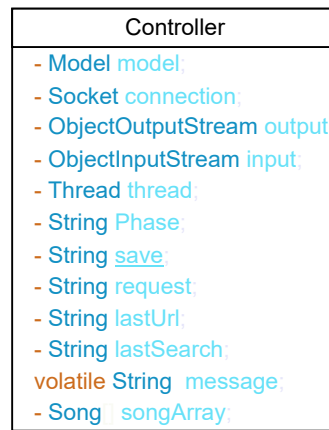 Controller
- Model model;
- Socket connection;
- ObjectOutputStream output;
- ObjectInputStream input;
- Thread thread;
- String Phase;
- String save;
- String request;
- String lastUrl;
- String lastSearch;
volatile String message;
- Song[] songArray;